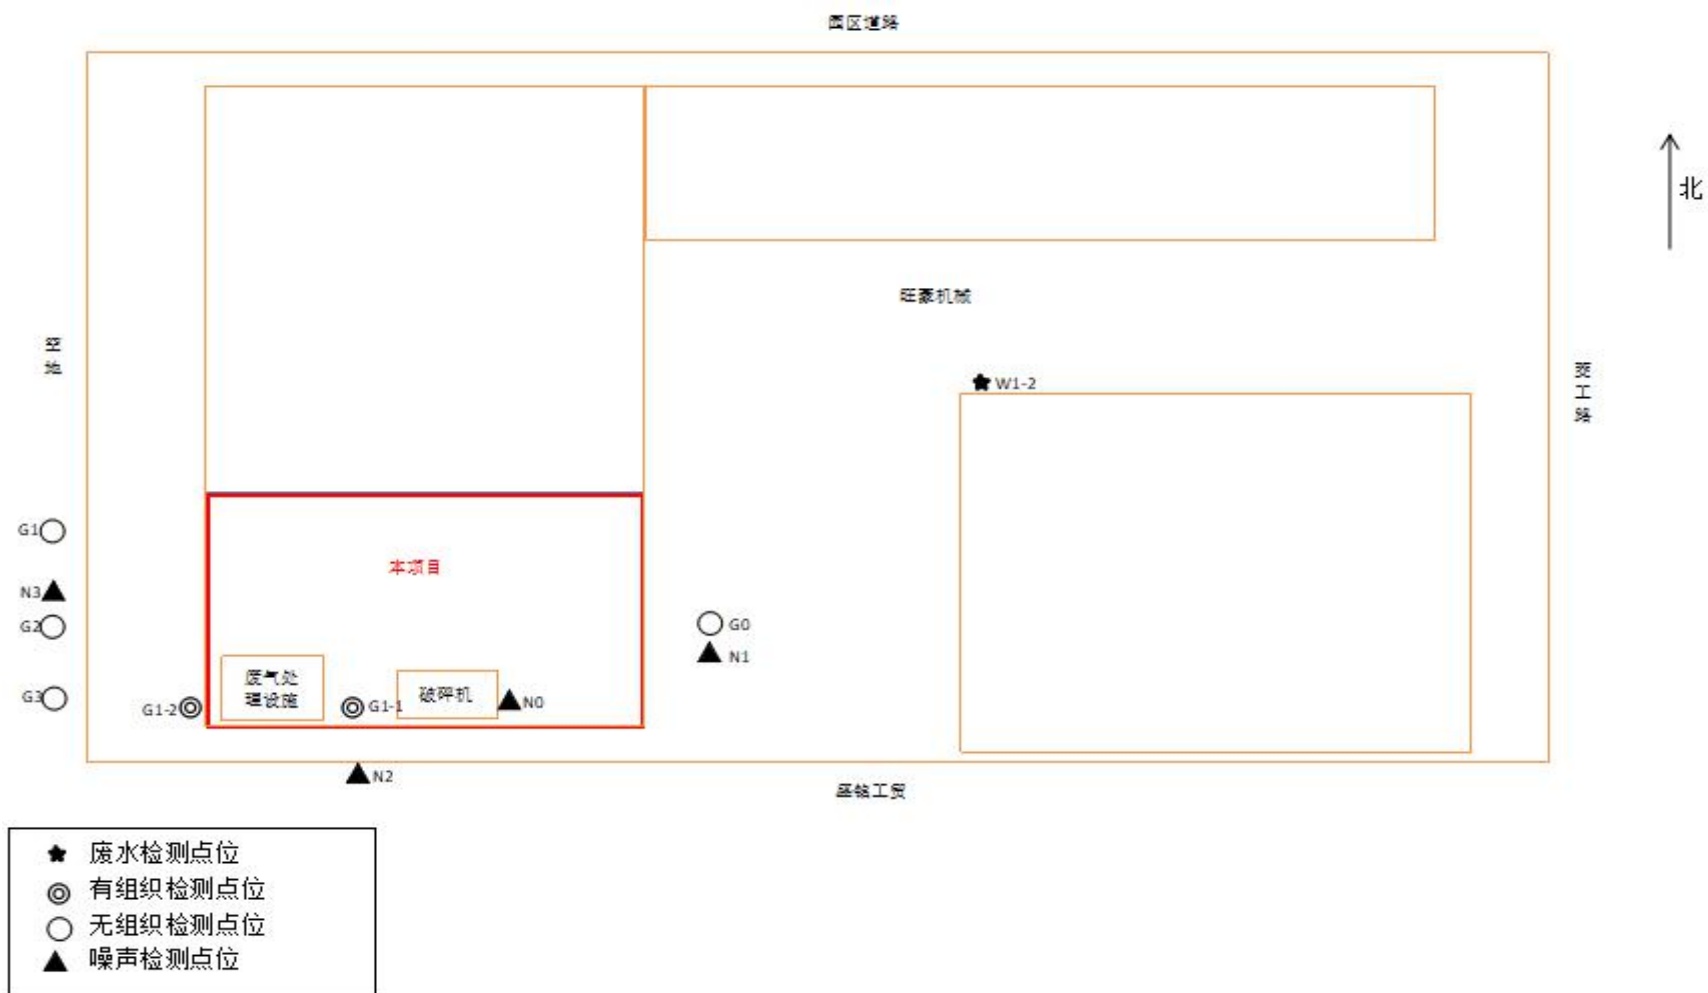 园区道路
北
旺豪机械
空
地
W1-2
工
路
G1
本项目
N3
G2
G0
N1
废气处
理设施
破碎机
G3
G1-2
G1-1
N0
N2
工贸
废水检测点位
有组织检测点位
无组织检测点位
噪声检测点位